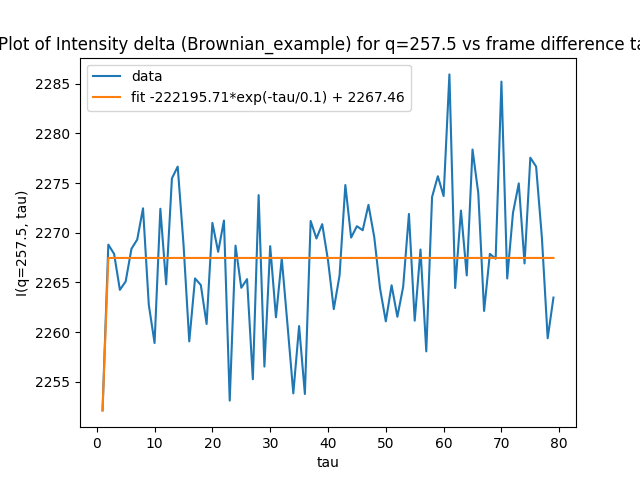 Plot of Intensity delta (Brownian_example) for q=257.5 vs frame difference ta
data
fit -222195.71*exp(-tau/0.1) + 2267.46
I(q=257.5, tau)
2285
2280
2275
2270
2265
2260
2255
0 10 20 30 40 50 60 70 80
tau